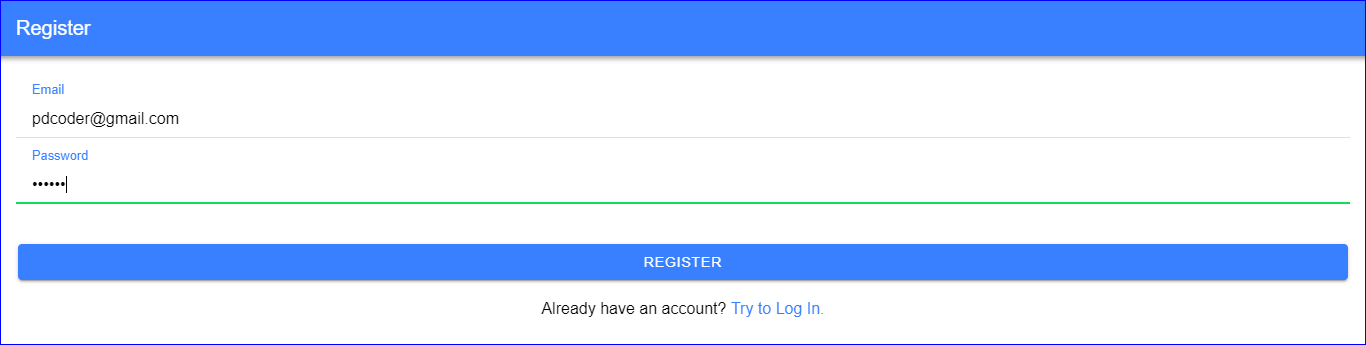 Register
Email
pdcoder@gmail.com
Password
••••••
REGISTER
Already have an account? Try to Log In.